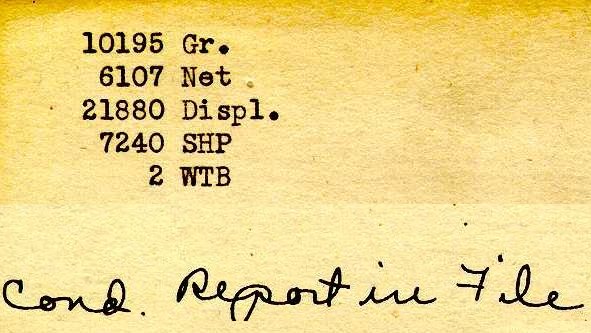 10195 Gr.
6107 Net
21880 Displ.
7240 SHP
2 WTB
Cond. Report in File